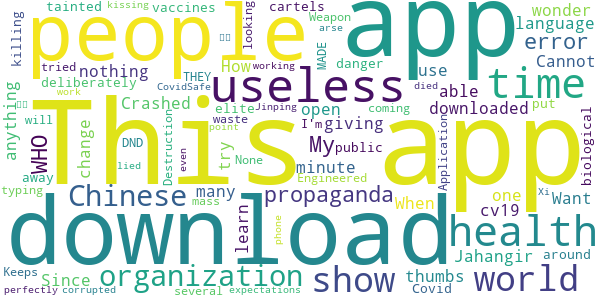 tainted kissing vaccines cartels looking wonder
people app Weapon language
killing tried nothing How arse MADE danger error
deliberately THEY CovidSafe working use Cannot
useless time
anything Crashed elite Jinping died able downloaded put
This app
WHO change will DND Destruction waste open I'm giving coming biological
try None point My public Application
away many even lied Engineered minute When one Want
typing Chinese mass propaganda cv19
download health
learn Jahangir around
Keeps Since organization phone show thumbs Xi world
perfectly corrupted several expectations Covid
work